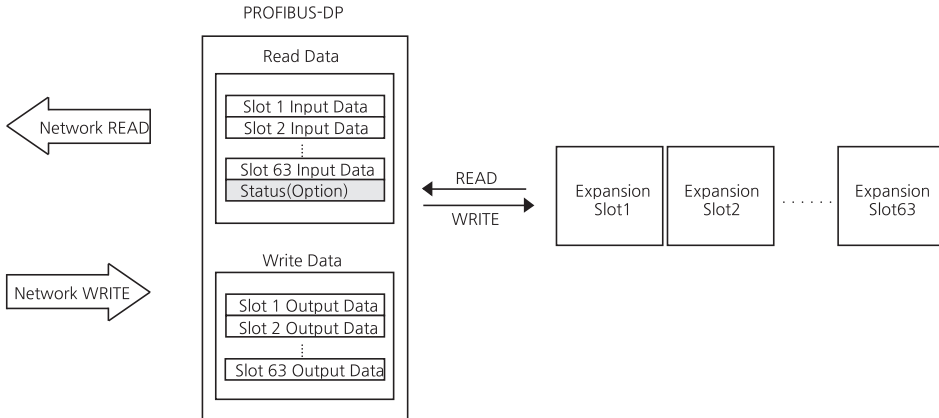 PROFIBUS-DP
Read Data
Slot 1 Input Data
Slot 2 Input Data
Slot 63 Input Data
Status(Option)
Network READ
READ
WRITE
Expansion
Slot1
Expansion
Slot2
Expansion
Slot63
Write Data
Network WRITE
Slot 1 Output Data
Slot 2 Output Data
Slot 63 Output Data